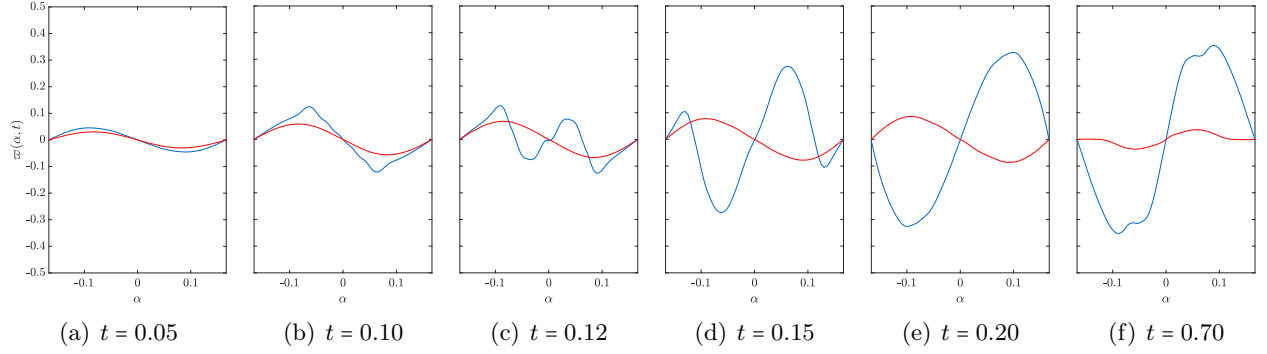 0.5
0.4
0.3
0.2
0.1
0
-0.1
-0.2
-0.3
-0.4
-0.5
ϖ(α, t)
-0.1 0 0.1
-0.1 0 0.1
-0.1 0 0.1
-0.1 0 0.1
-0.1 0 0.1
-0.1 0 0.1
α
α
α
α
α
α
(a) t = 0.05
(b) t = 0.10
(c) t = 0.12
(d) t = 0.15
(e) t = 0.20
(f) t = 0.70